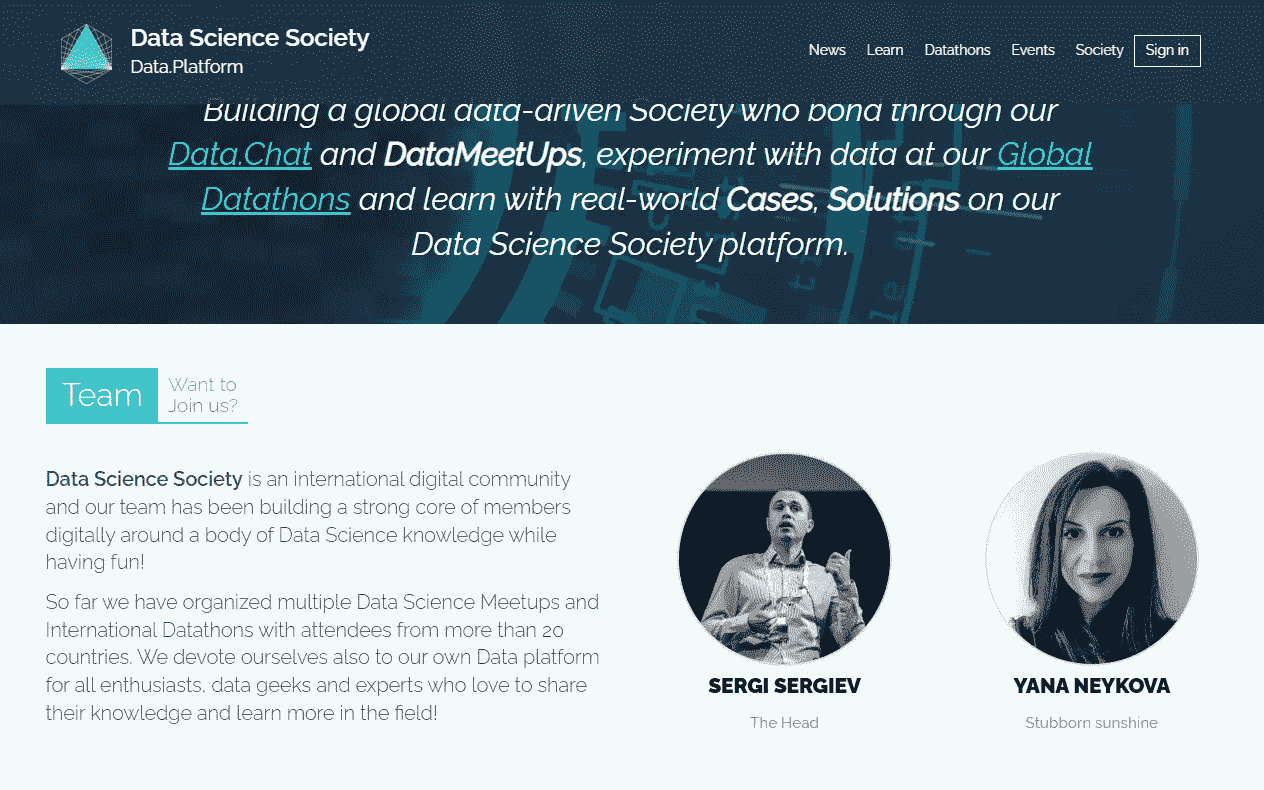 Data Science Society
Data.Platform
News
Learn
Datathons
Events
Society
Sign in
Building a global data-driven Society who bond through our
Data.Chat and DataMeetUps, experiment with data at our Global
Datathons and learn with real-world Cases, Solutions on our
Data Science Society platform.
Team
Want to
Join us?
Data Science Society is an international digital community
and our team has been building a strong core of members
digitally around a body of Data Science knowledge while
having fun!
So far we have organized multiple Data Science Meetups and
International Datathons with attendees from more than 20
countries. We devote ourselves also to our own Data platform
for all enthusiasts, data geeks and experts who love to share
their knowledge and learn more in the field!
SERGI SERGIEV
The Head
YANA NEYKOVA
Stubborn sunshine